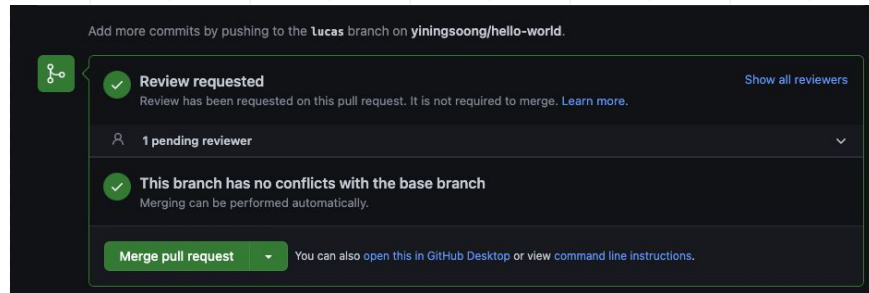 Add more commits by pushing to the lucas branch on yiningsoong/hello-world.
Review requested
Show all reviewers
Review has been requested on this pull request. It is not required to merge. Learn more.
1 pending reviewer
This branch has no conflicts with the base branch
Merging can be performed automatically.
Merge pull request
You can also open this in GitHub Desktop or view command line instructions.